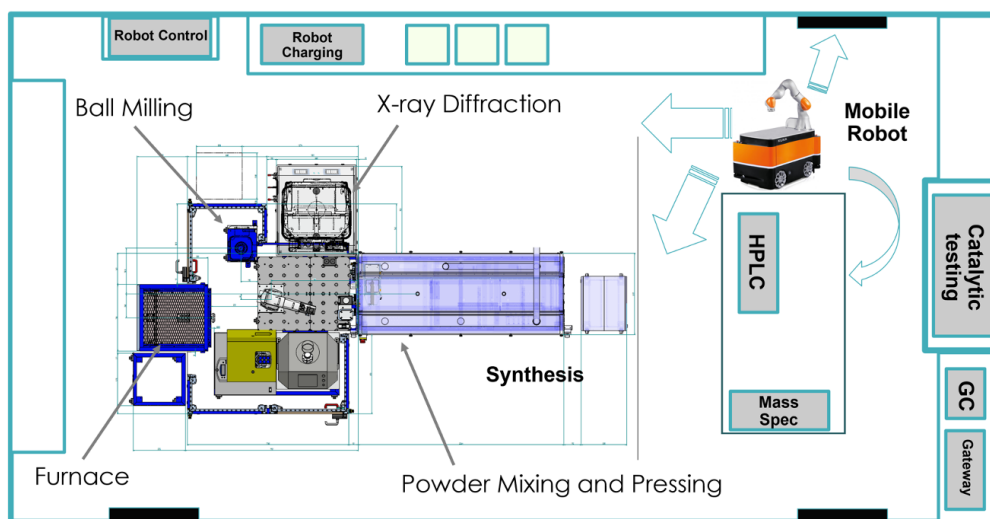 Robot Control
Robot
Charging
Ball Milling
X-ray Diffraction
Mobile
Robot
HPLC
Catalytic
testing
Synthesis
Mass
Spec
GC
Gateway
Furnace
Powder Mixing and Pressing